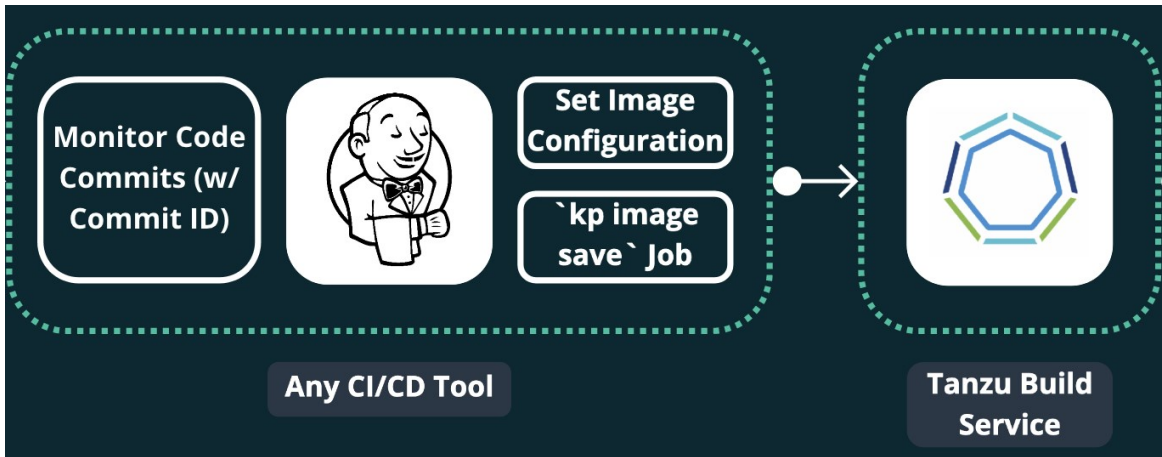 Monitor Code
Commits (w/
Commit ID)
Set Image
Configuration
`kp image
save` Job
Any CI/CD Tool
Tanzu Build
Service